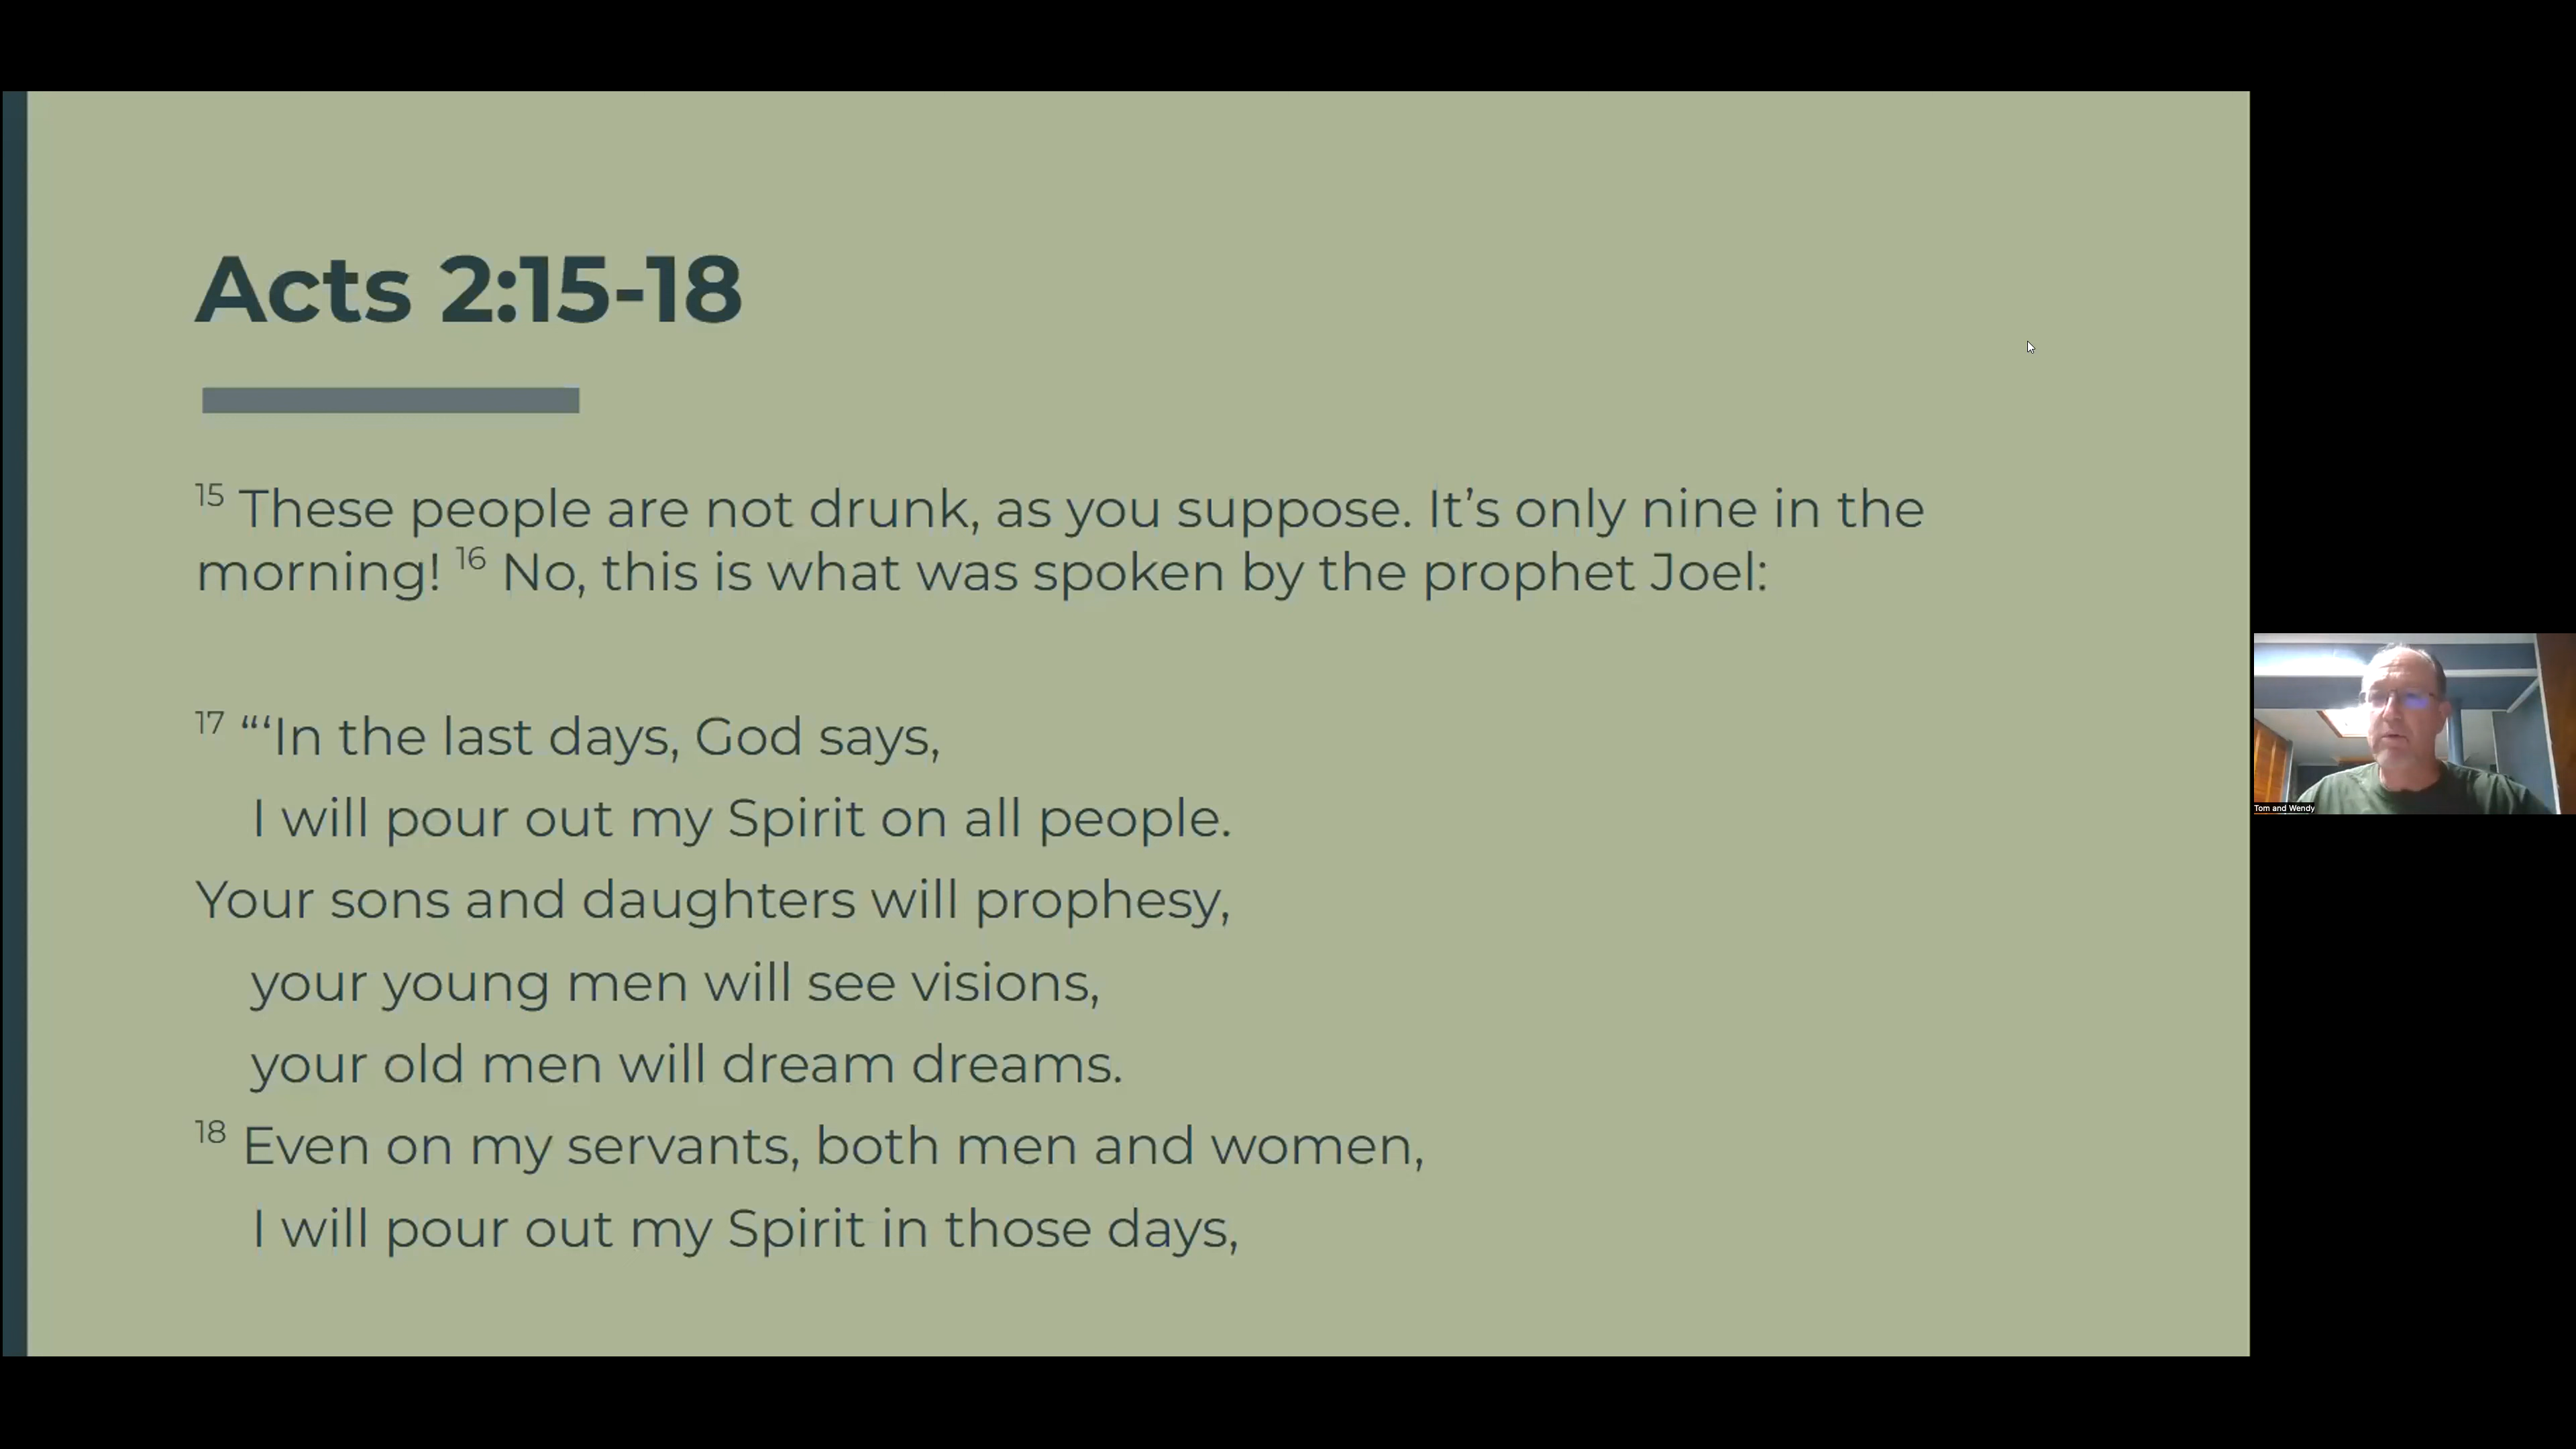 Acts 2:15-18
15 These people are not drunk, as you suppose. It’s only nine in the
morning! 16 No, this is what was spoken by the prophet Joel:
17 “‘In the last days, God says,
I will pour out my Spirit on all people.
Your sons and daughters will prophesy,
your young men will see visions,
your old men will dream dreams.
18 Even on my servants, both men and women,
I will pour out my Spirit in those days,
Tom and Wendy